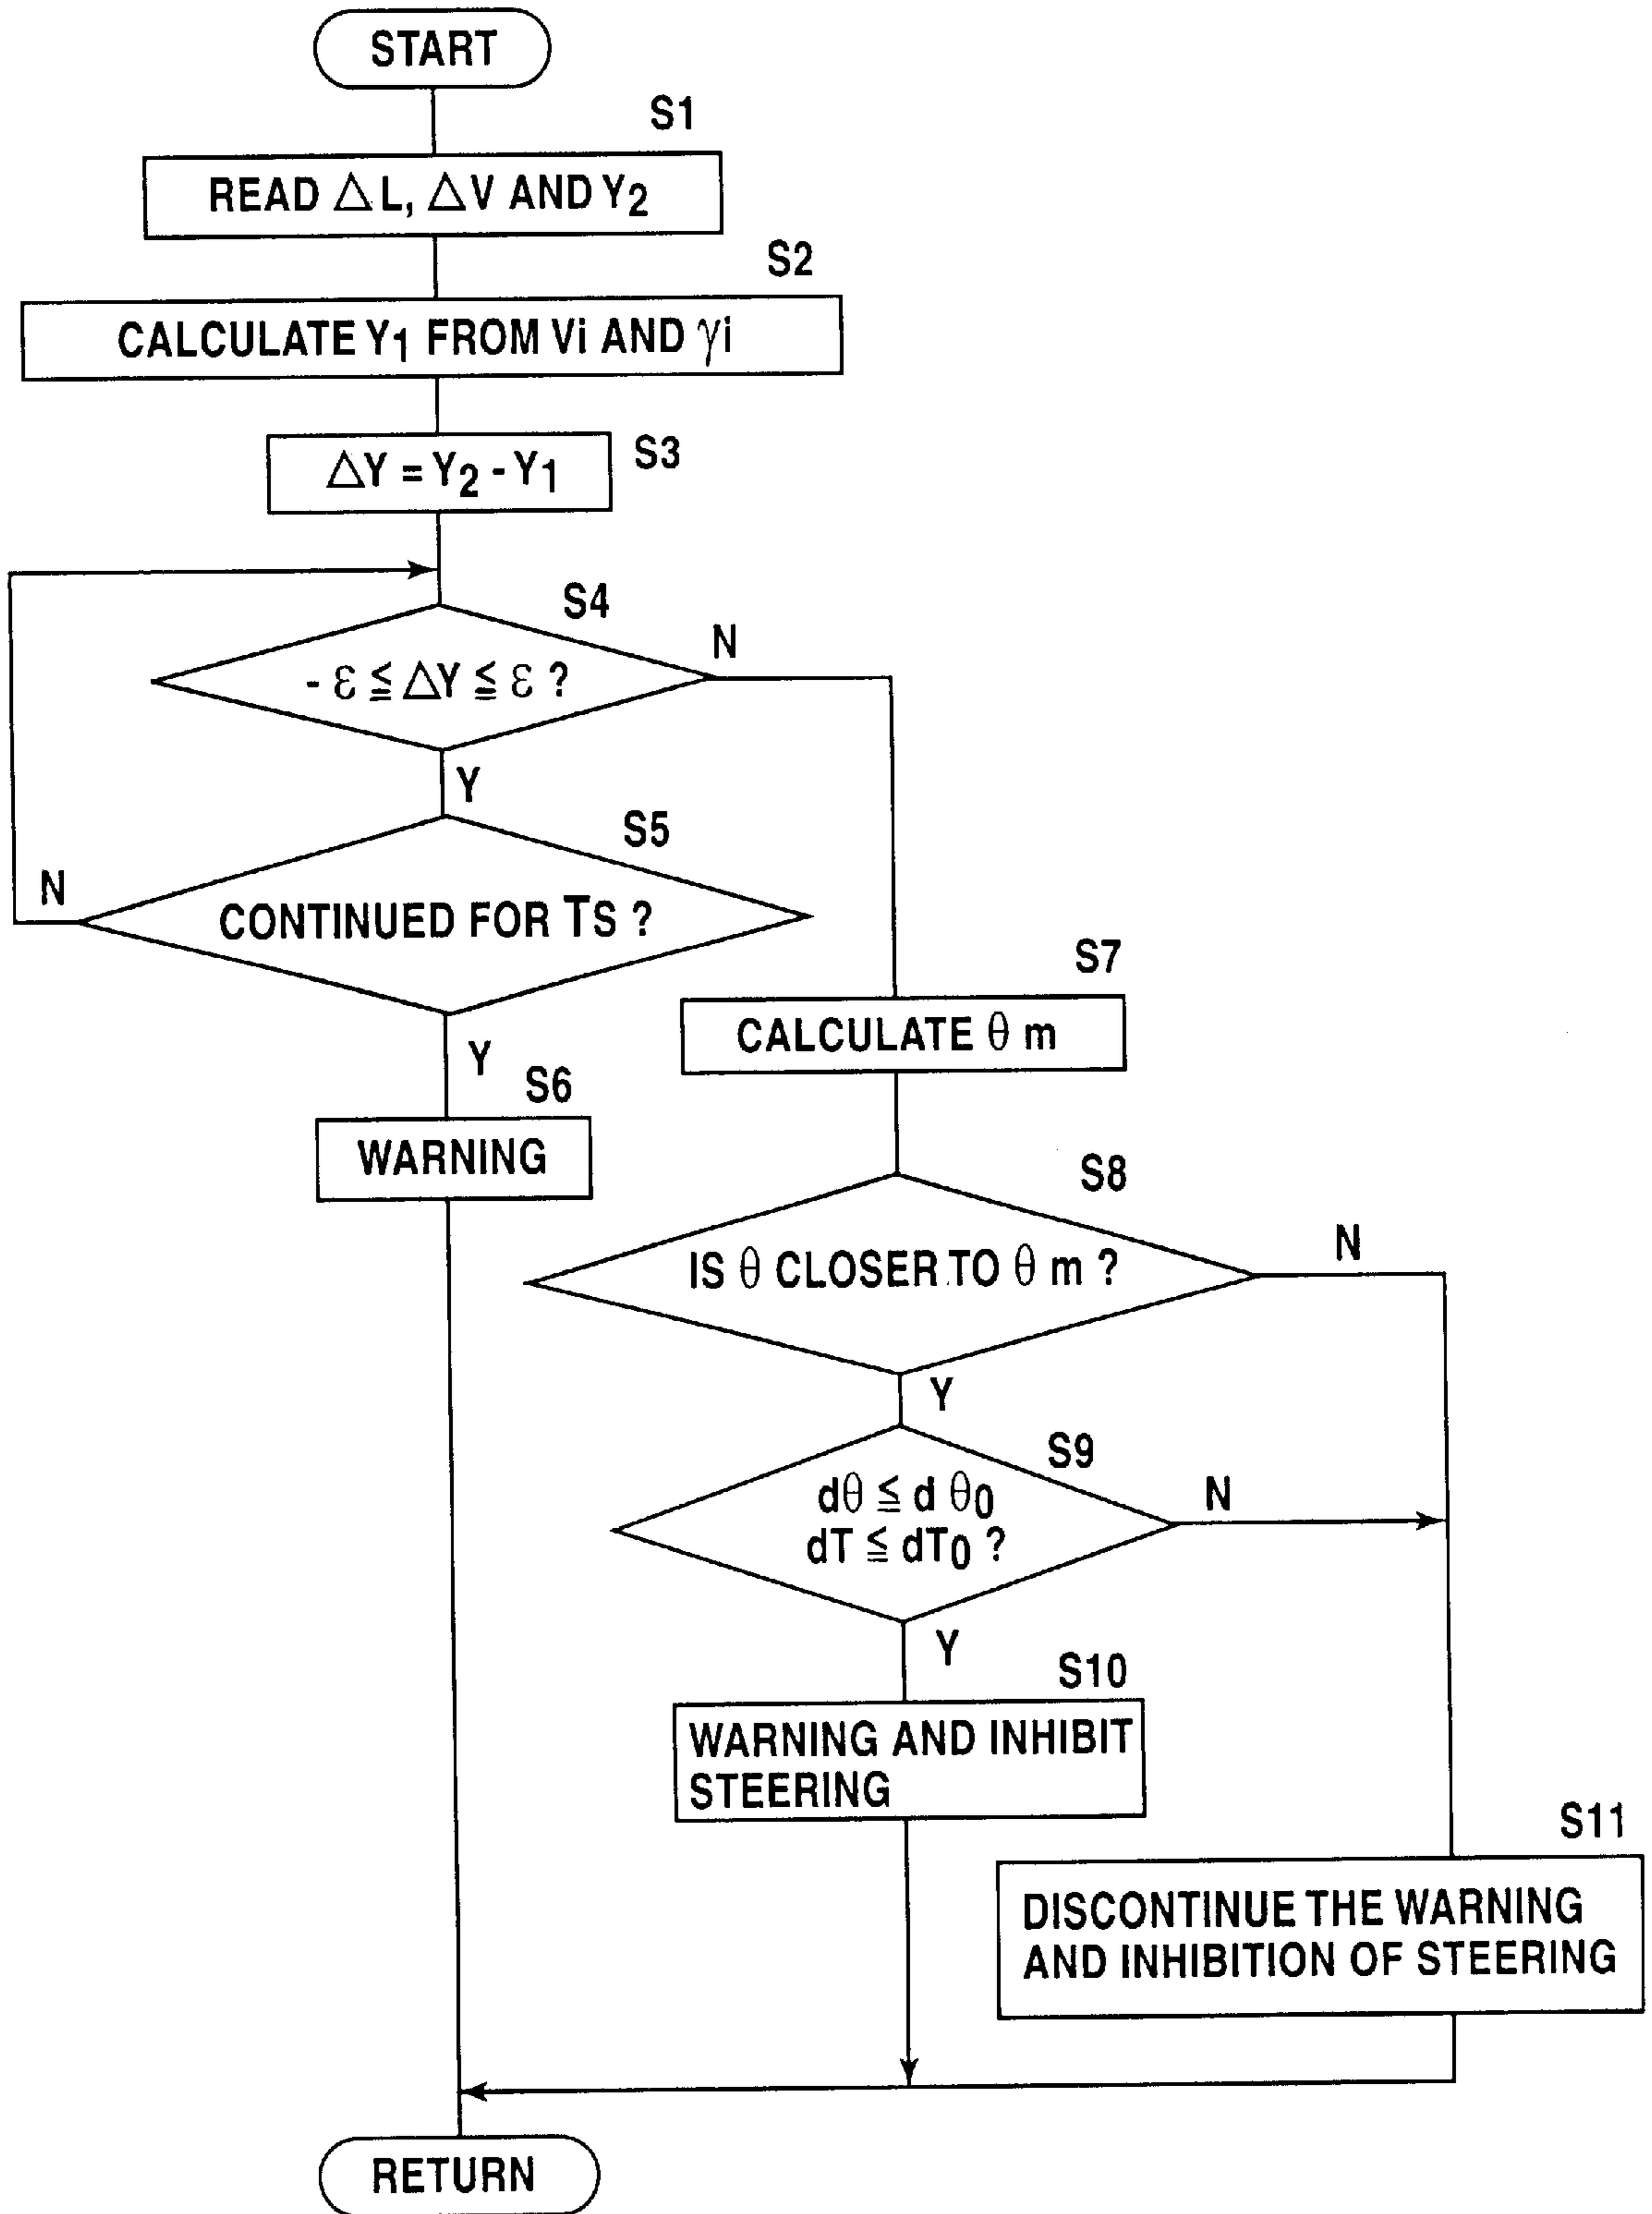 START
S1
READ △L, △V AND Y2
S2
CALCULATE Y1 FROM Vi AND γi
△Y = Y2 - Y1
S3
S4
N
- ε ≦ △Y ≦ ε ?
Y
S5
N
CONTINUED FOR TS ?
Y
S6
WARNING
S7
CALCULATE θ m
S8
IS θ CLOSER TO θ m ?
N
Y
S9
dθ ≦ d θ0
dT ≦ dT0 ?
N
Y
S10
WARNING AND INHIBIT
STEERING
S11
DISCONTINUE THE WARNING
AND INHIBITION OF STEERING
RETURN